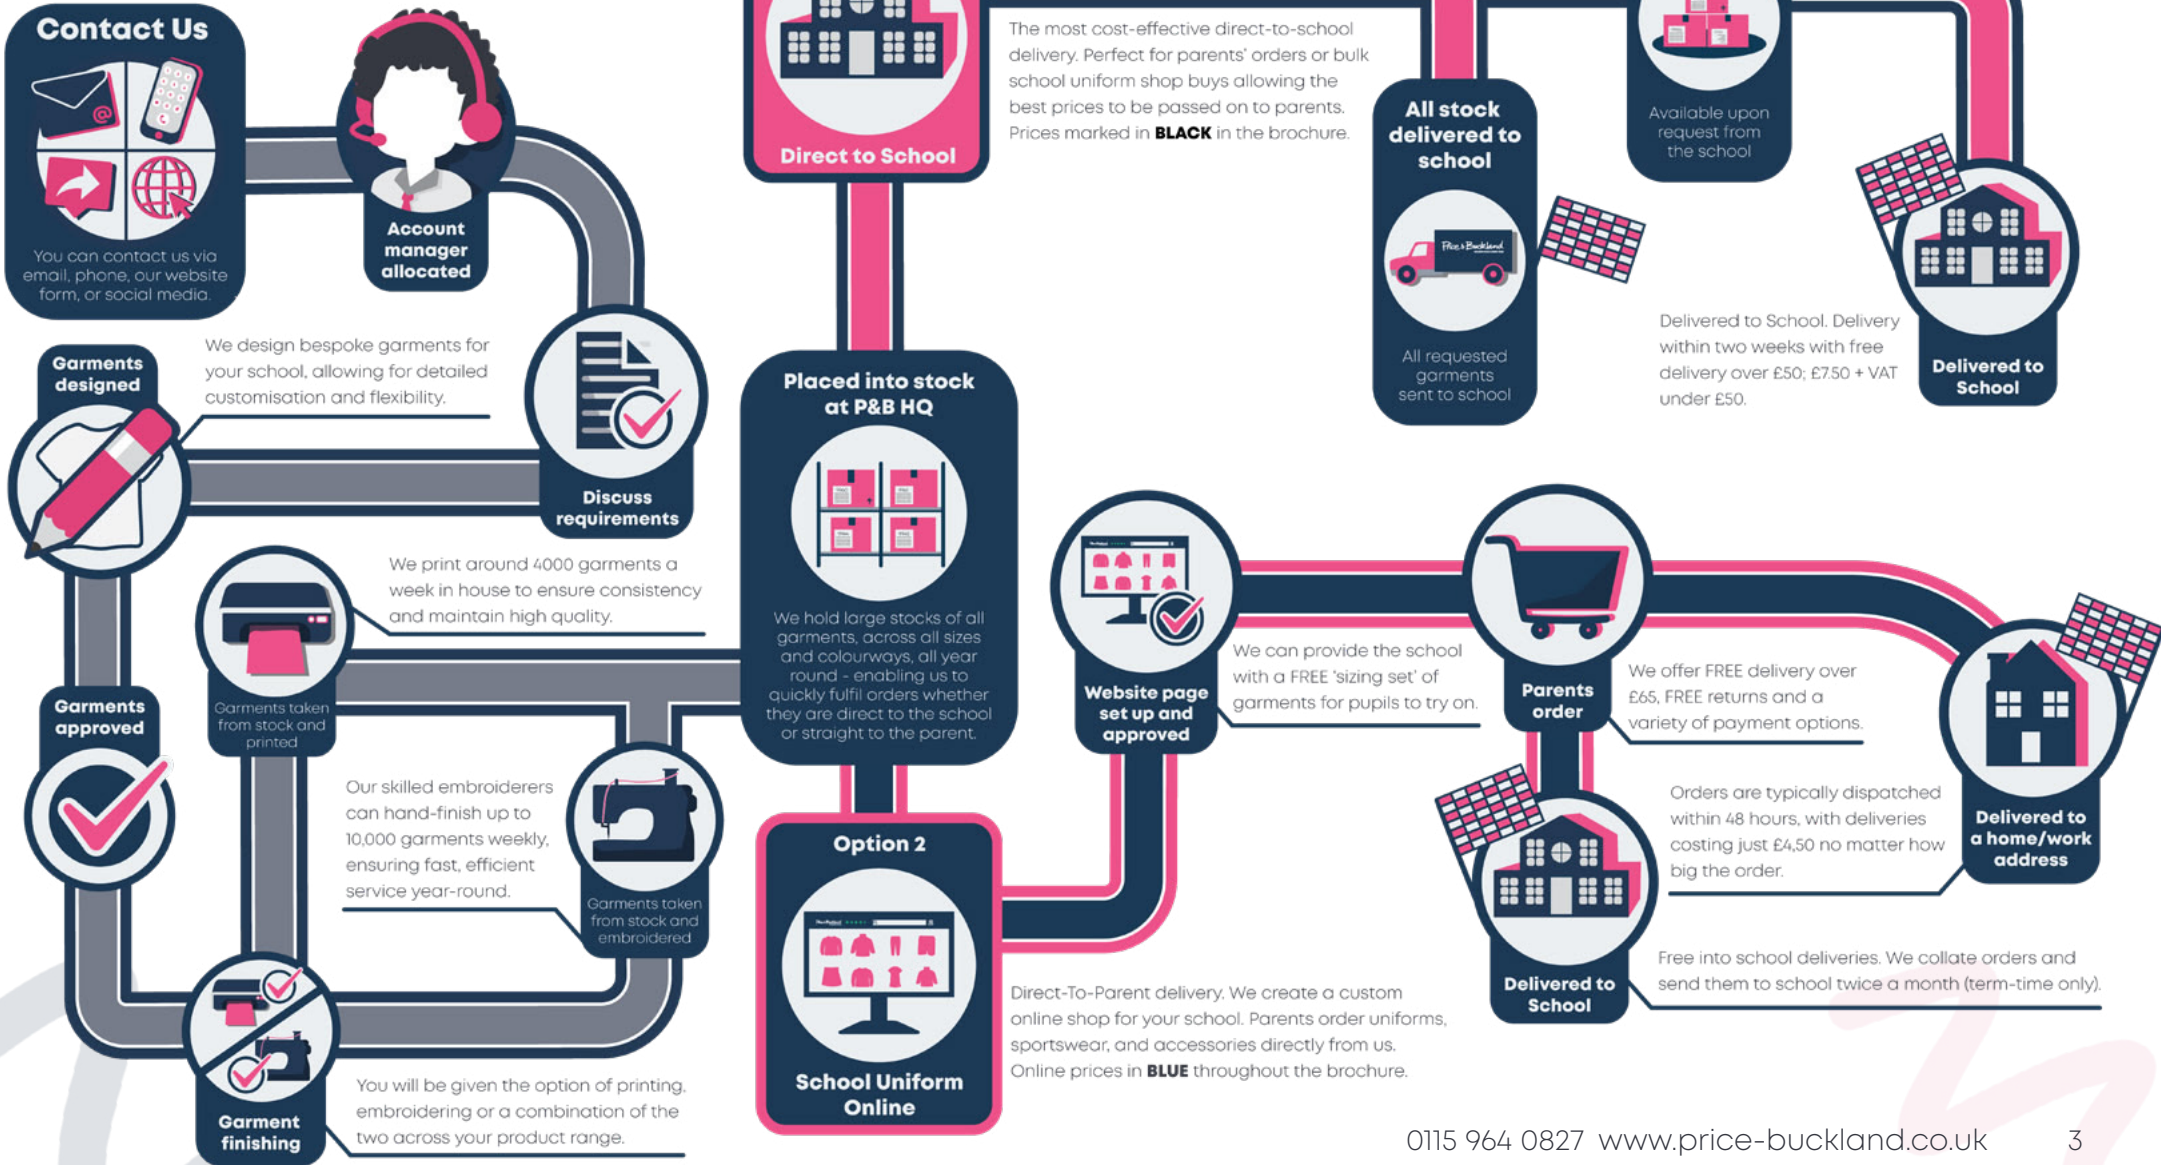 Contact Us
You can contact us via
email, phone, our website
form, or social media.
Account
manager
allocated
Discuss
requirements
We design bespoke garments for
your school, allowing for detailed
customisation and flexibility.
Garments
designed
Garments
approved
We print around 4000 garments a
week in house to ensure consistency
and maintain high quality.
Garments taken
from stock and
printed
Our skilled embroiderers
can hand-finish up to
10,000 garments weekly,
ensuring fast, efficient
service year-round.
Garments taken
from stock and
embroidered
Garment
finishing
You will be given the option of printing,
embroidering or a combination of the
two across your product range.
Direct to School
The most cost-effective direct-to-school
delivery. Perfect for parents' orders or bulk
school uniform shop buys allowing the
best prices to be passed on to parents.
Prices marked in BLACK in the brochure.
All stock
delivered to
school
Price & Buckland
All requested
garments
sent to school
Available upon
request from
the school
Delivered to School. Delivery
within two weeks with free
delivery over £50; £7.50 + VAT
under £50.
Delivered to
School
Placed into stock
at P&B HQ
We hold large stocks of all
garments, across all sizes
and colourways, all year
round - enabling us to
quickly fulfil orders whether
they are direct to the school
or straight to the parent.
Option 2
School Uniform
Online
Direct-To-Parent delivery. We create a custom
online shop for your school. Parents order uniforms,
sportswear, and accessories directly from us.
Online prices in BLUE throughout the brochure.
Website page
set up and
approved
We can provide the school
with a FREE 'sizing set' of
garments for pupils to try on.
Parents
order
We offer FREE delivery over
£65, FREE returns and a
variety of payment options.
Orders are typically dispatched
within 48 hours, with deliveries
costing just £4,50 no matter how
big the order.
Delivered to
a home/work
address
Delivered to
School
Free into school deliveries. We collate orders and
send them to school twice a month (term-time only).
0115 964 0827 www.price-buckland.co.uk 3